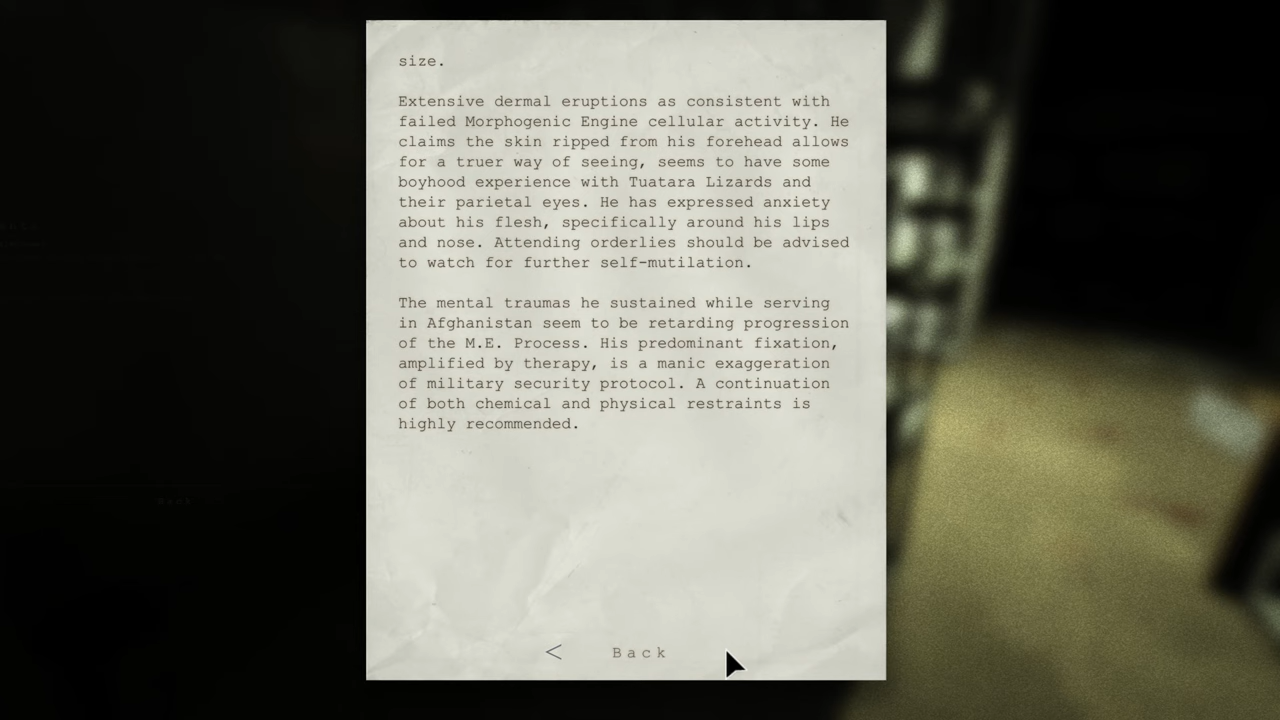 size.
Extensive dermal eruptions as consistent with
failed Morphogenic Engine cellular activity. He
claims the skin ripped from his forehead allows
for a truer way of seeing, seems to have some
boyhood experience with Tuatara Lizards and
their parietal eyes. He has expressed anxiety
about his flesh, specifically around his lips
and nose. Attending orderlies should be advised
to watch for further self-mutilation.
The mental traumas he sustained while serving
in Afghanistan seem to be retarding progression
of the M.E. Process. His predominant fixation,
amplified by therapy, is a manic exaggeration
of military security protocol. A continuation
of both chemical and physical restraints is
highly recommended.
< Back